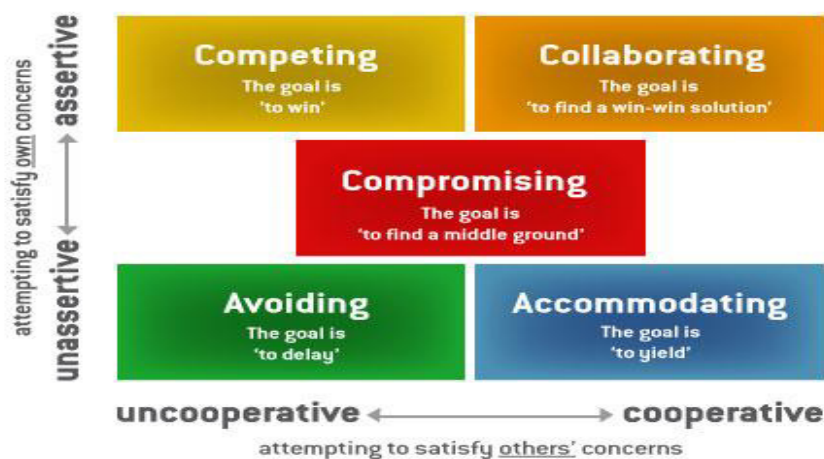 attempting to satisfy own concerns
unassertive
assertive
Competing
The goal is
'to win'
Collaborating
The goal is
'to find a win-win solution'
Compromising
The goal is
'to find a middle ground'
Avoiding
The goal is
'to delay'
Accommodating
The goal is
'to yield'
uncooperative
cooperative
attempting to satisfy others' concerns